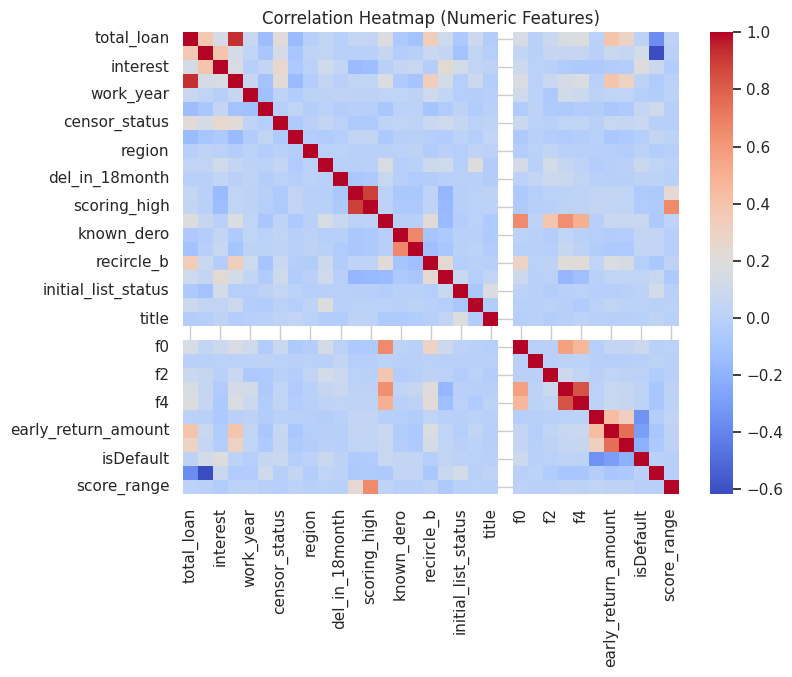 Correlation Heatmap (Numeric Features)
total_loan
interest
work_year
censor_status
region
del_in_18month
scoring_high
known_dero
recircle_b
initial_list_status
title
f0
f2
f4
early_return_amount
isDefault
score_range
total_loan
interest
work_year
censor_status
region
del_in_18month
scoring_high
known_dero
recircle_b
initial_list_status
title
f0
f2
f4
early_return_amount
isDefault
score_range
1.0
0.8
0.6
0.4
0.2
0.0
−0.2
−0.4
−0.6